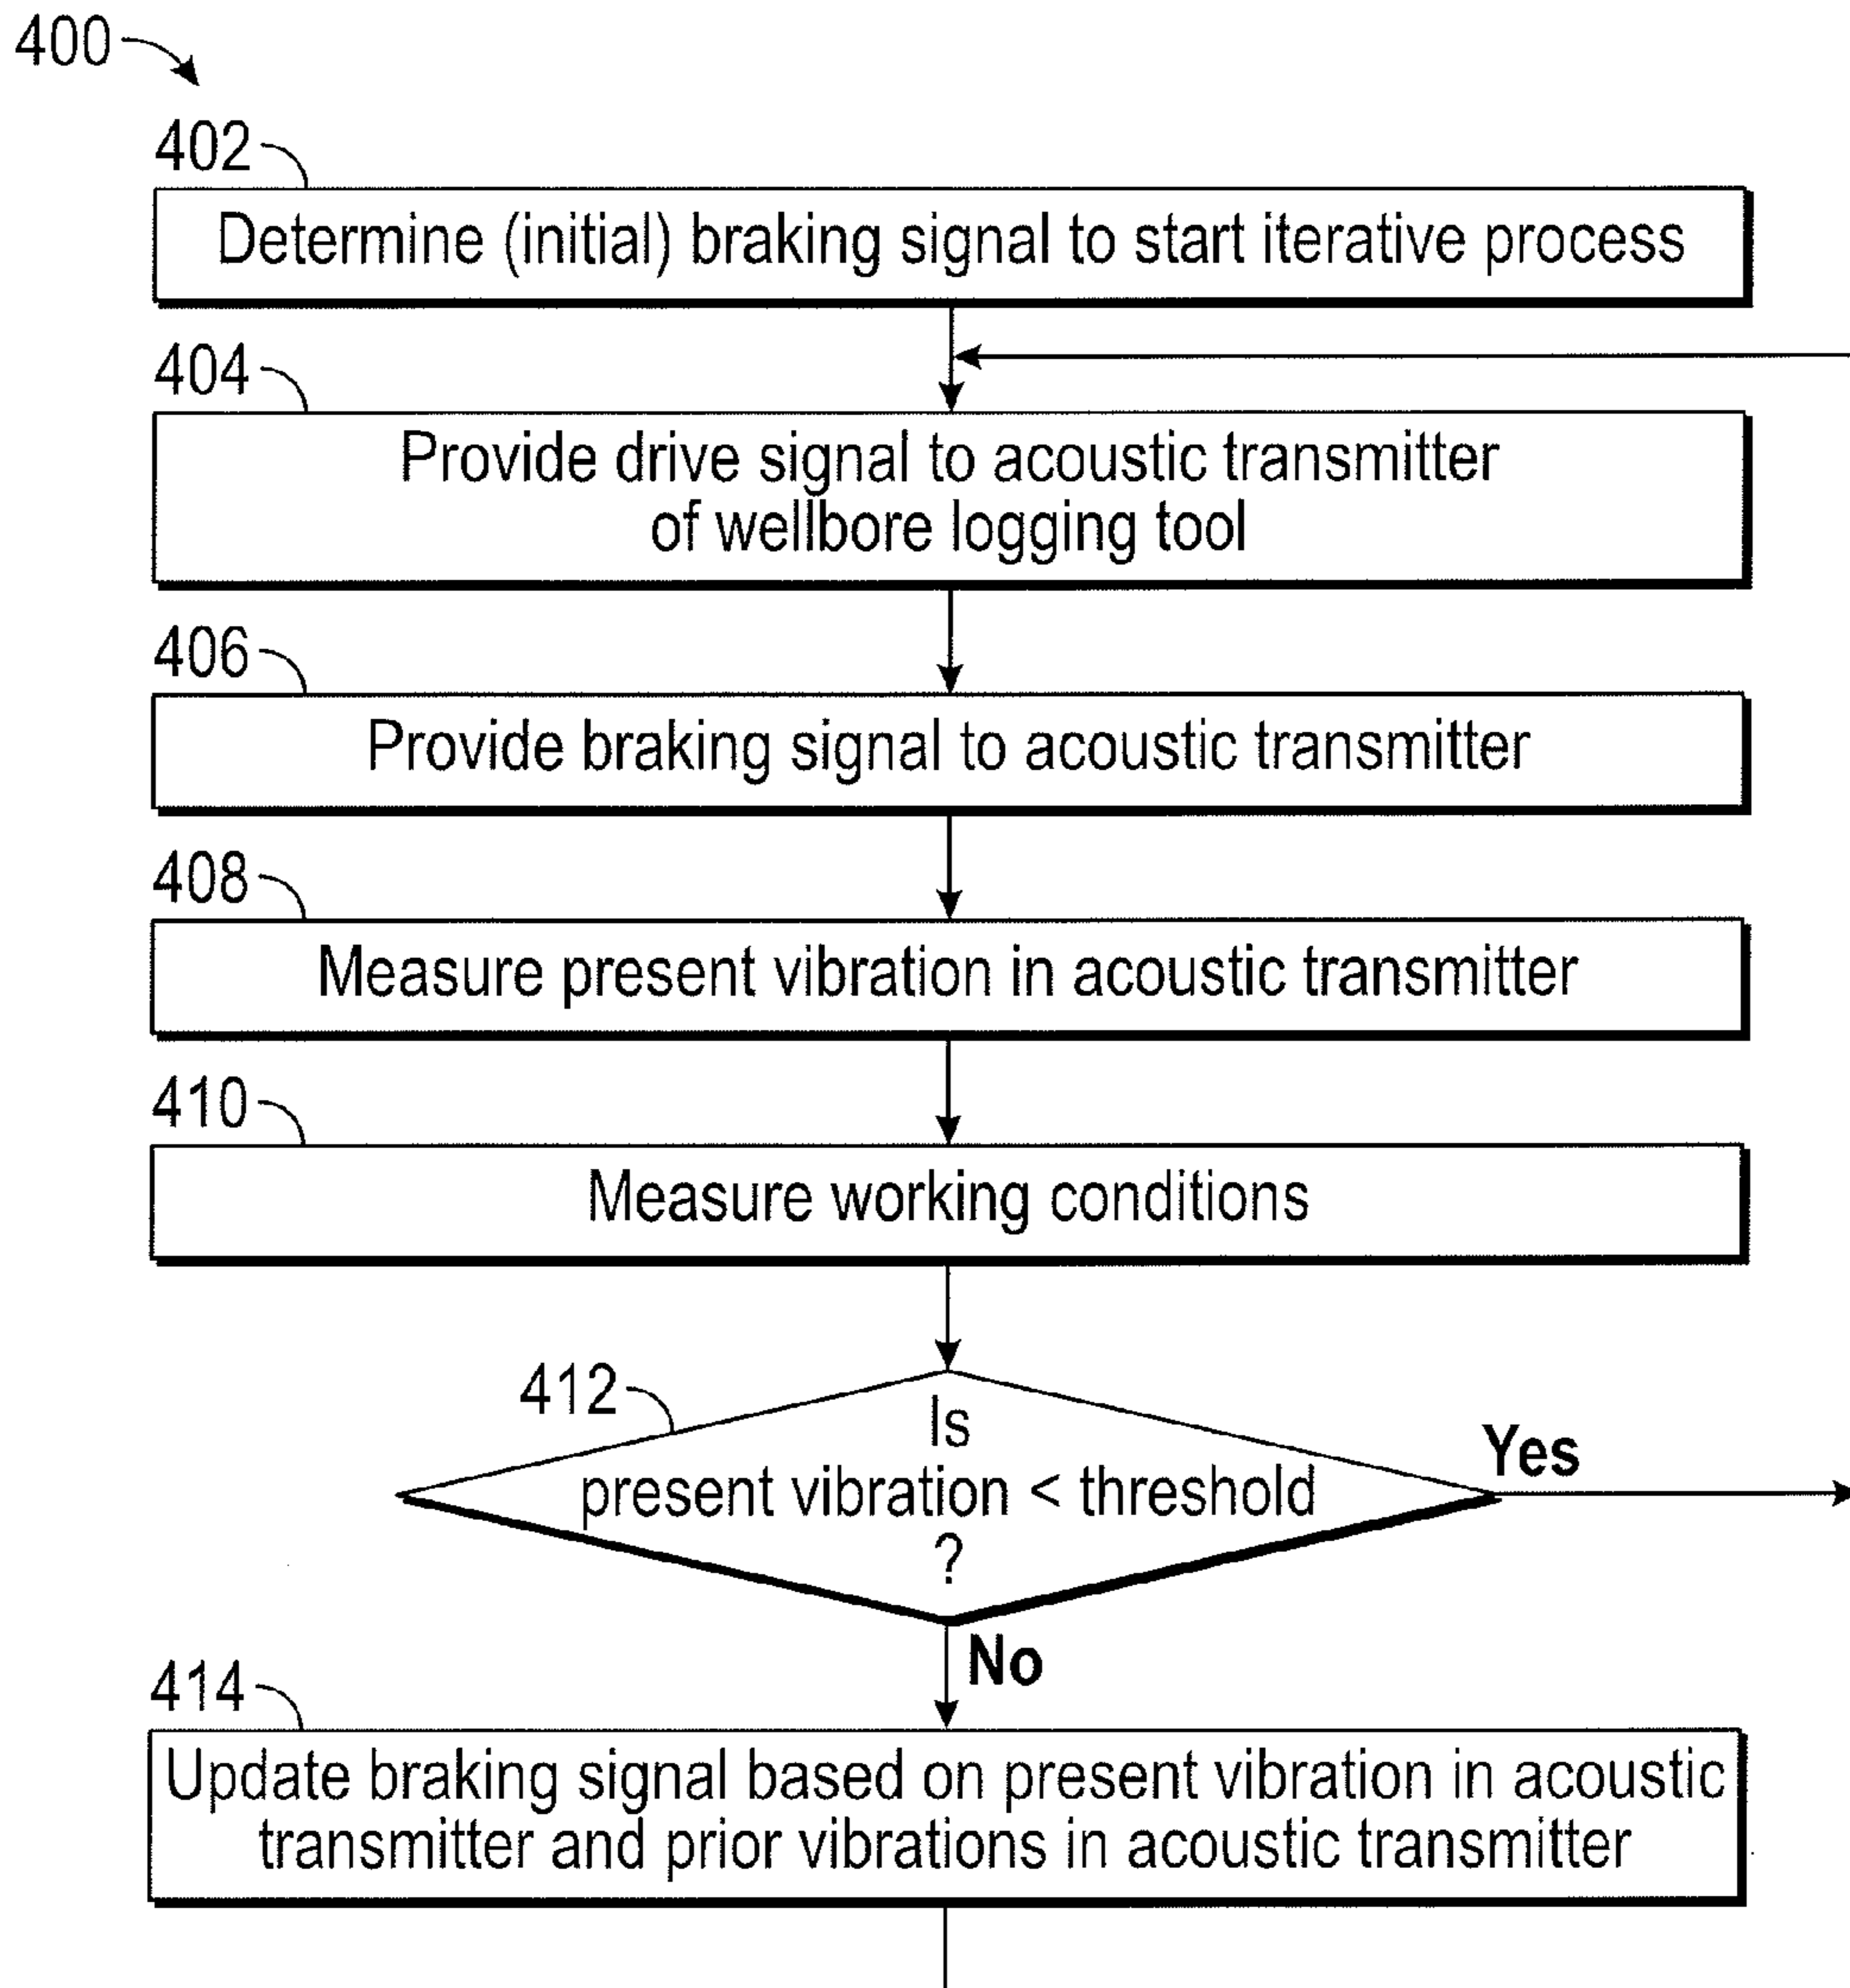 400
402
Determine (initial) braking signal to start iterative process
404
Provide drive signal to acoustic transmitter
of wellbore logging tool
406
Provide braking signal to acoustic transmitter
408
Measure present vibration in acoustic transmitter
410
Measure working conditions
412
Is
present vibration < threshold
?
Yes
No
414
Update braking signal based on present vibration in acoustic
transmitter and prior vibrations in acoustic transmitter